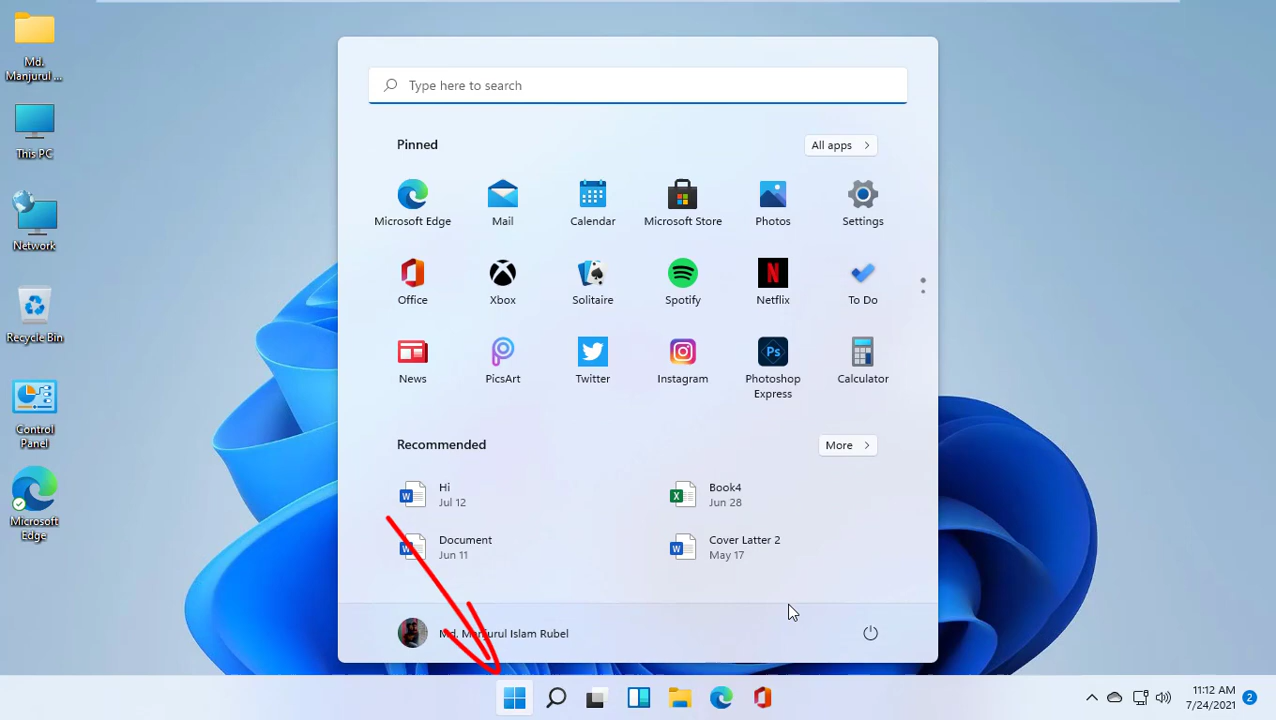 Md.
Manjurul ...
This PC
Network
Recycle Bin
Control
Panel
Microsoft
Edge
Type here to search
Pinned
All apps
Microsoft Edge
Mail
Calendar
Microsoft Store
Photos
Settings
Office
Xbox
Solitaire
Spotify
Netflix
To Do
News
PicsArt
Twitter
Instagram
Ps
Photoshop
Express
Calculator
Recommended
More
Hi
Jul 12
Book4
Jun 28
Document
Jun 11
Cover Latter 2
May 17
Md. Manjurul Islam Rubel
11:12 AM
7/24/2021
2